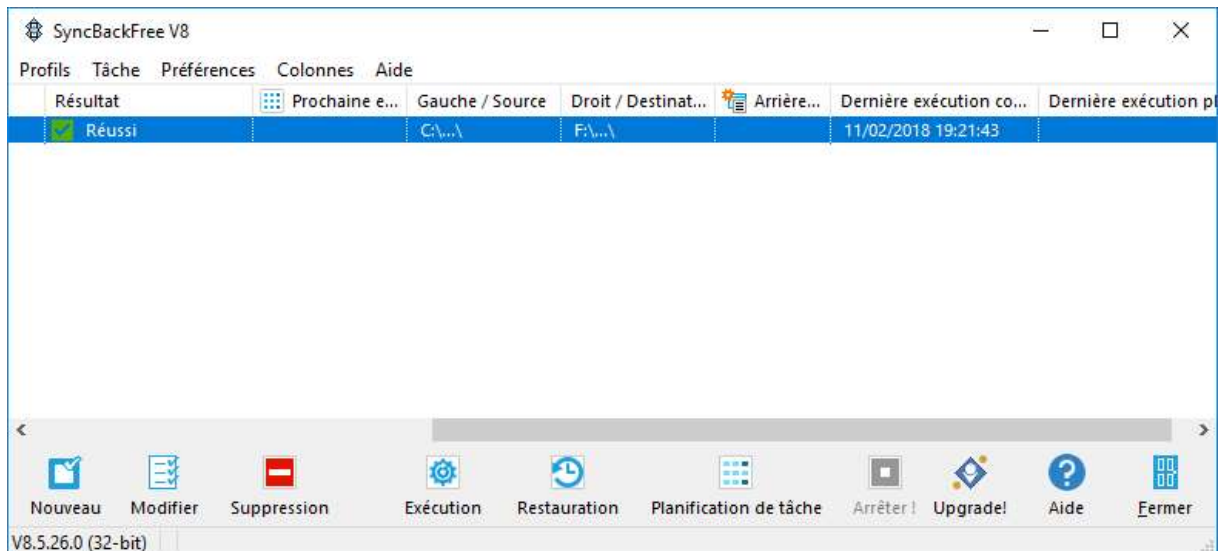 SyncBackFree V8
Profils Tâche Préférences Colonnes Aide
Résultat Prochaine e... Gauche / Source Droit / Destinat... Arrière... Dernière exécution co... Dernière exécution pl
Réussi C:\...\ F:\...\ 11/02/2018 19:21:43
Nouveau Modifier Suppression Exécution Restauration Planification de tâche Arrêter ! Upgrade! Aide Fermer
V8.5.26.0 (32-bit)